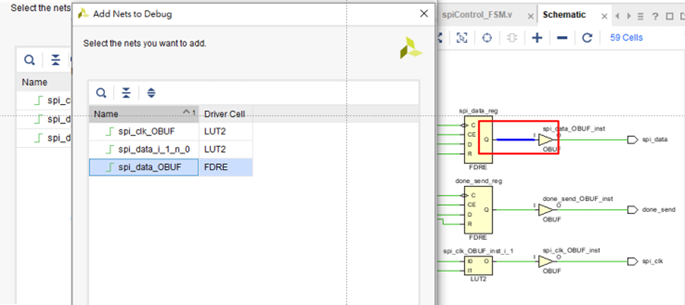 Select the nets
Name
spi_c
spi_d
spi_d
Add Nets to Debug
Select the nets you want to add.
Name
1
Driver Cell
spi_clk_OBUF
LUT2
spi_data_i_1_n_0
LUT2
spi_data_OBUF
FDRE
spiControl_FSM.v
Schematic
59 Cells
spi_data_reg
C
CE
D
R
Q
FDRE
spi_data_OBUF_inst
I
O
OBUF
spi_data
done_send_reg
C
CE
D
R
Q
FDRE
done_send_OBUF_inst
I
O
OBUF
done_send
spi_clk_OBUF_inst_i_1
I0
I1
O
LUT2
spi_clk_OBUF_inst
I
O
OBUF
spi_clk